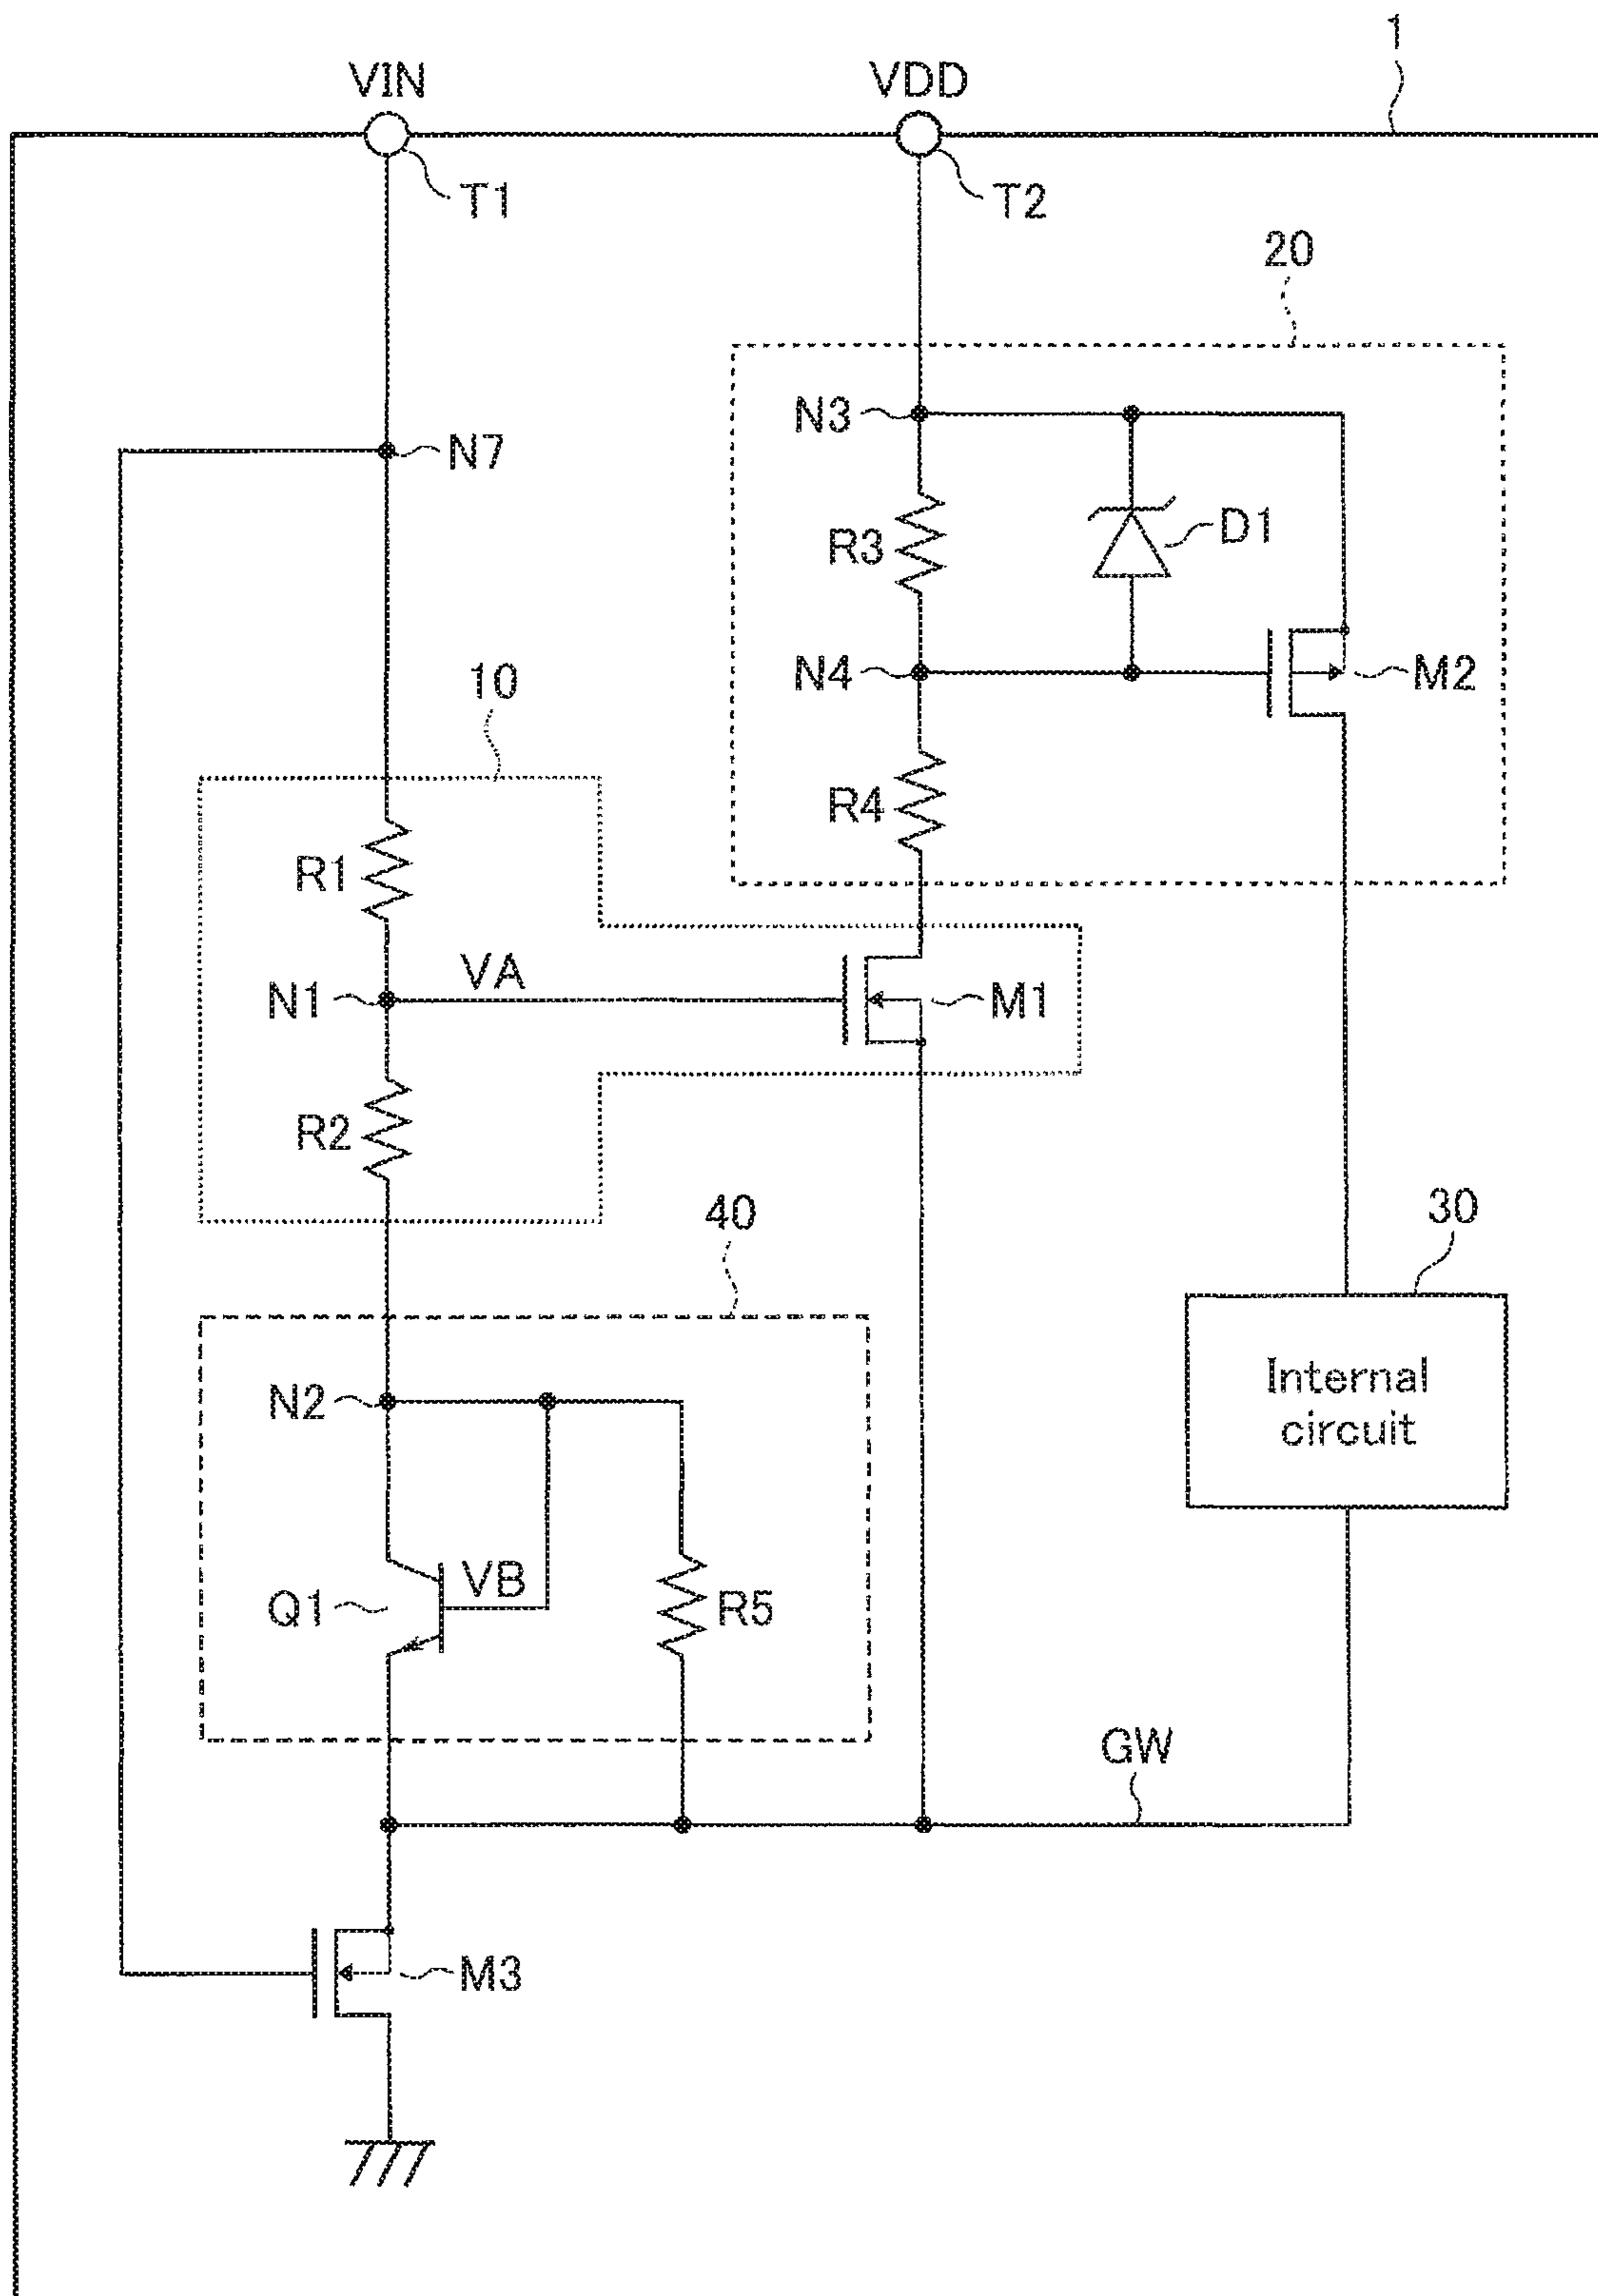 1
VIN
VDD
T1
T2
20
N3
N7
R3
D1
N4
M2
10
R4
R1
VA
N1
M1
R2
40
30
N2
Internal
circuit
VB
Q1
R5
GW
M3